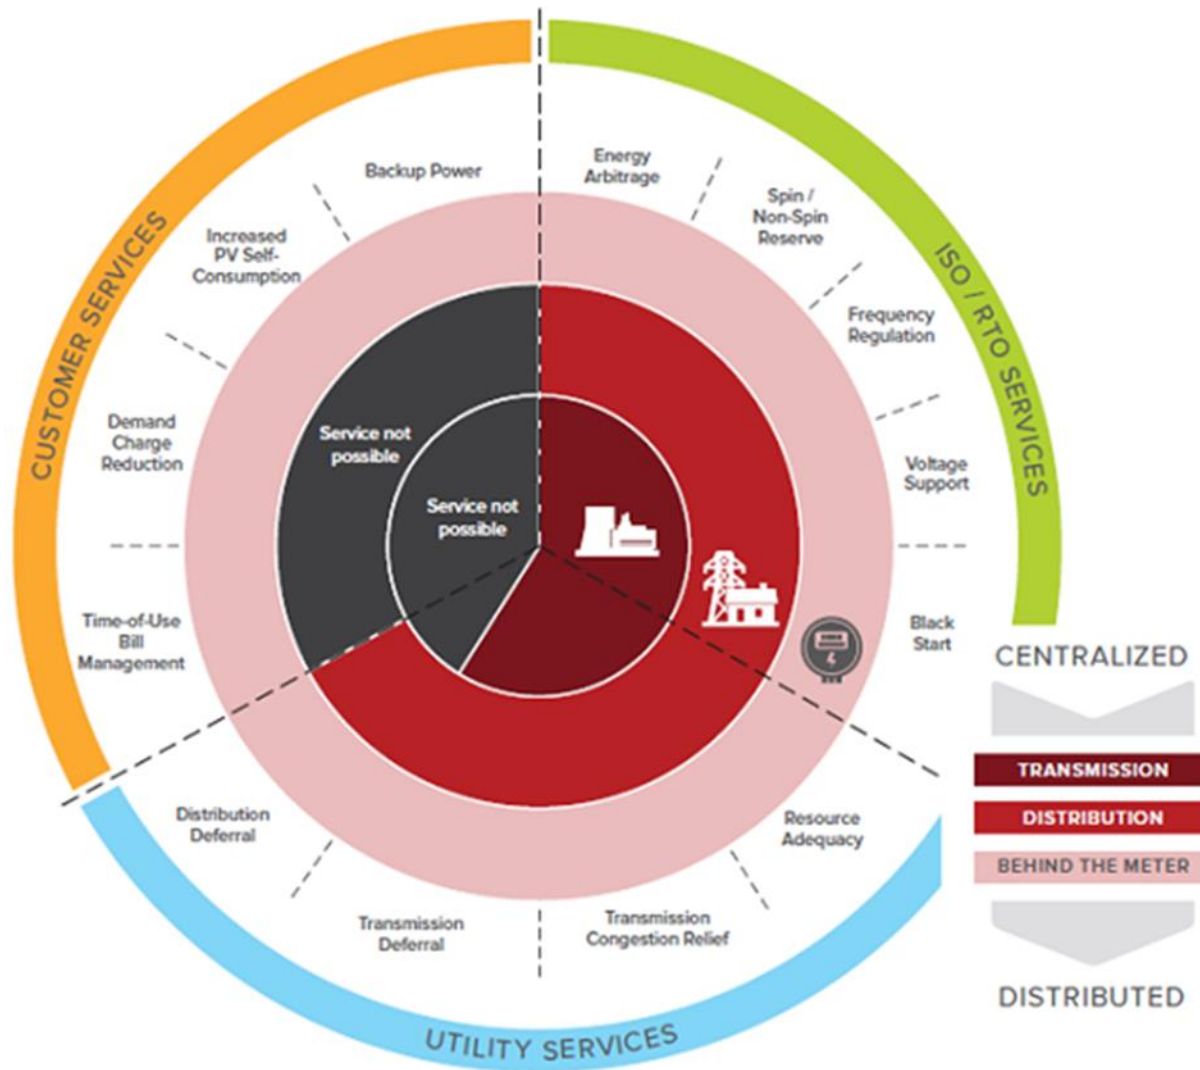 Backup Power
Energy
Arbitrage
Spin /
Non-Spin
Reserve
Increased
PV Self-
Consumption
CUSTOMER SERVICES
ISO / RTO SERVICES
Frequency
Regulation
Demand
Charge
Reduction
Service not
possible
Service not
possible
Voltage
Support
Time-of-Use
Bill
Management
Black
Start
CENTRALIZED
TRANSMISSION
DISTRIBUTION
BEHIND THE METER
DISTRIBUTED
Distribution
Deferral
Resource
Adequacy
Transmission
Deferral
Transmission
Congestion Relief
UTILITY SERVICES